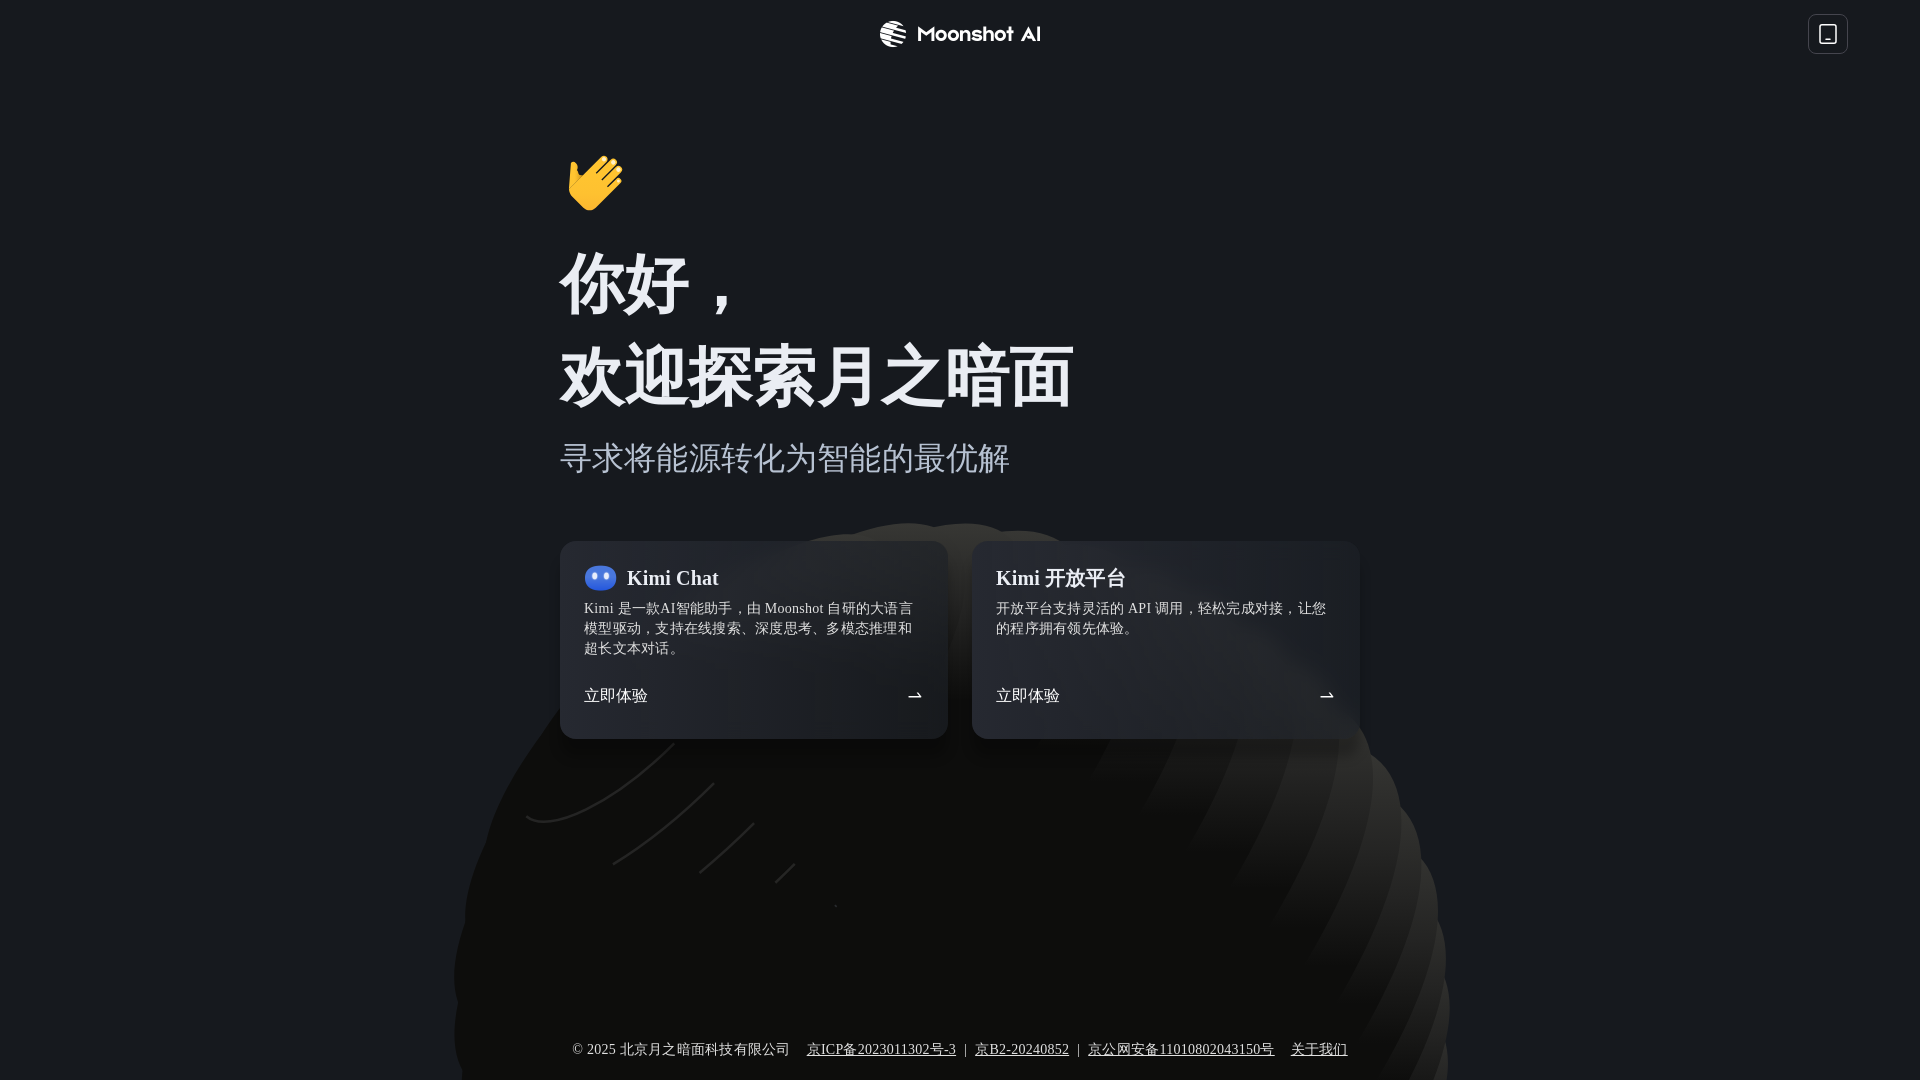 Moonshot AI
你好，
欢迎探索月之暗面
寻求将能源转化为智能的最优解
Kimi Chat
Kimi 是一款AI智能助手，由 Moonshot 自研的大语言
模型驱动，支持在线搜索、深度思考、多模态推理和
超长文本对话。
立即体验
Kimi 开放平台
开放平台支持灵活的 API 调用，轻松完成对接，让您
的程序拥有领先体验。
立即体验
© 2025 北京月之暗面科技有限公司 京ICP备2023011302号-3 | 京B2-20240852 | 京公网安备11010802043150号 关于我们